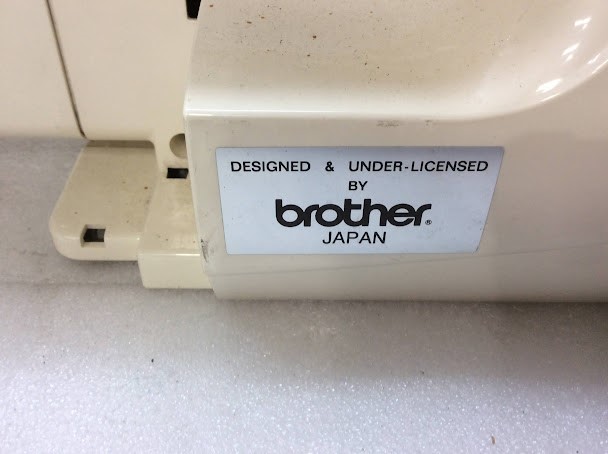 DESIGNED & UNDER-LICENSED
BY
brother®
JAPAN